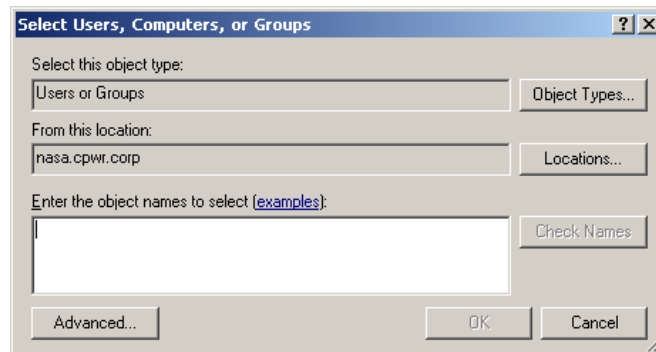 Select Users, Computers, or Groups
Select this object type:
Users or Groups
Object Types...
From this location:
nasa.cpwr.corp
Locations...
Enter the object names to select (examples):
Check Names
Advanced...
OK
Cancel